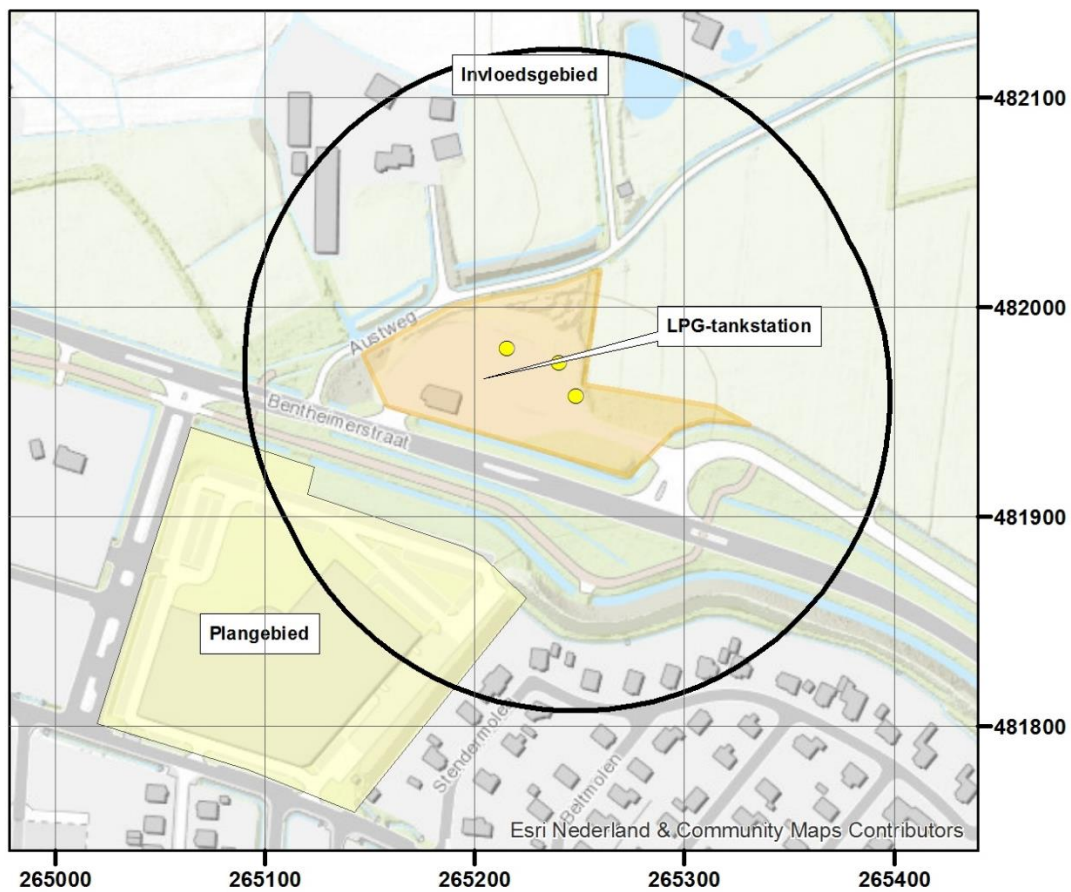 Invloedsgebied
482100
482000
LPG-tankstation
Austweg
Bentheimerstraat
481900
Plangebied
481800
Stendermolen
Beltmolen
Esri Nederland & Community Maps Contributors
265000
265100
265200
265300
265400